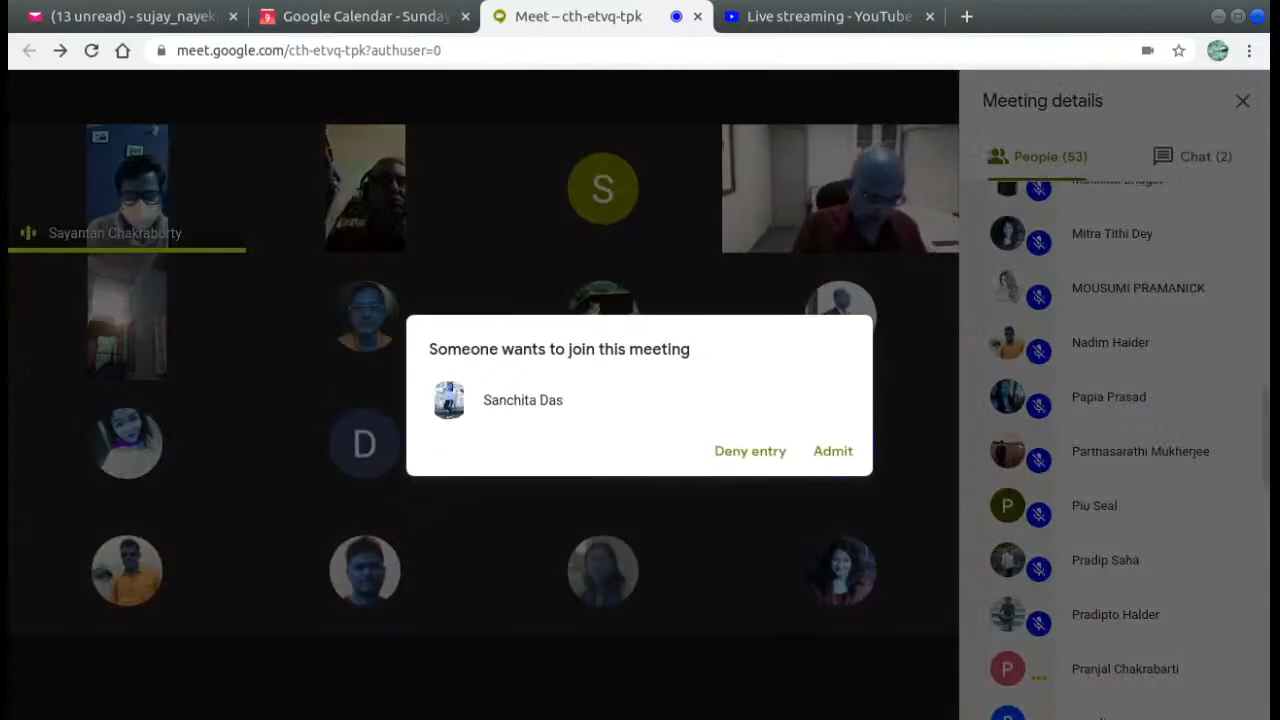 (13 unread) - sujay_nayek
9
Google Calendar - Sunday
Meet – cth-etvq-tpk
Live streaming - YouTube
meet.google.com/cth-etvq-tpk?authuser=0
Meeting details
People (53)
Chat (2)
S
Sayantan Chakraborty
Mitra Tithi Dey
MOUSUMI PRAMANICK
Nadim Haider
Someone wants to join this meeting
Sanchita Das
Papia Prasad
D
Deny entry
Admit
Partnasarathi Mukherjee
P
Piu Seal
Pradip Saha
Pradipto Halder
P
Pranjal Chakrabarti